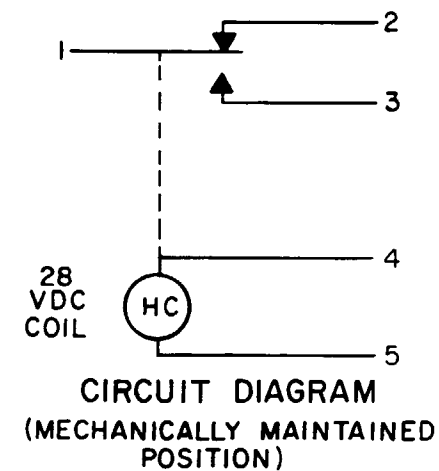 2
1
3
4
28
VDC
COIL
HC
5
CIRCUIT DIAGRAM
(MECHANICALLY MAINTAINED
POSITION)